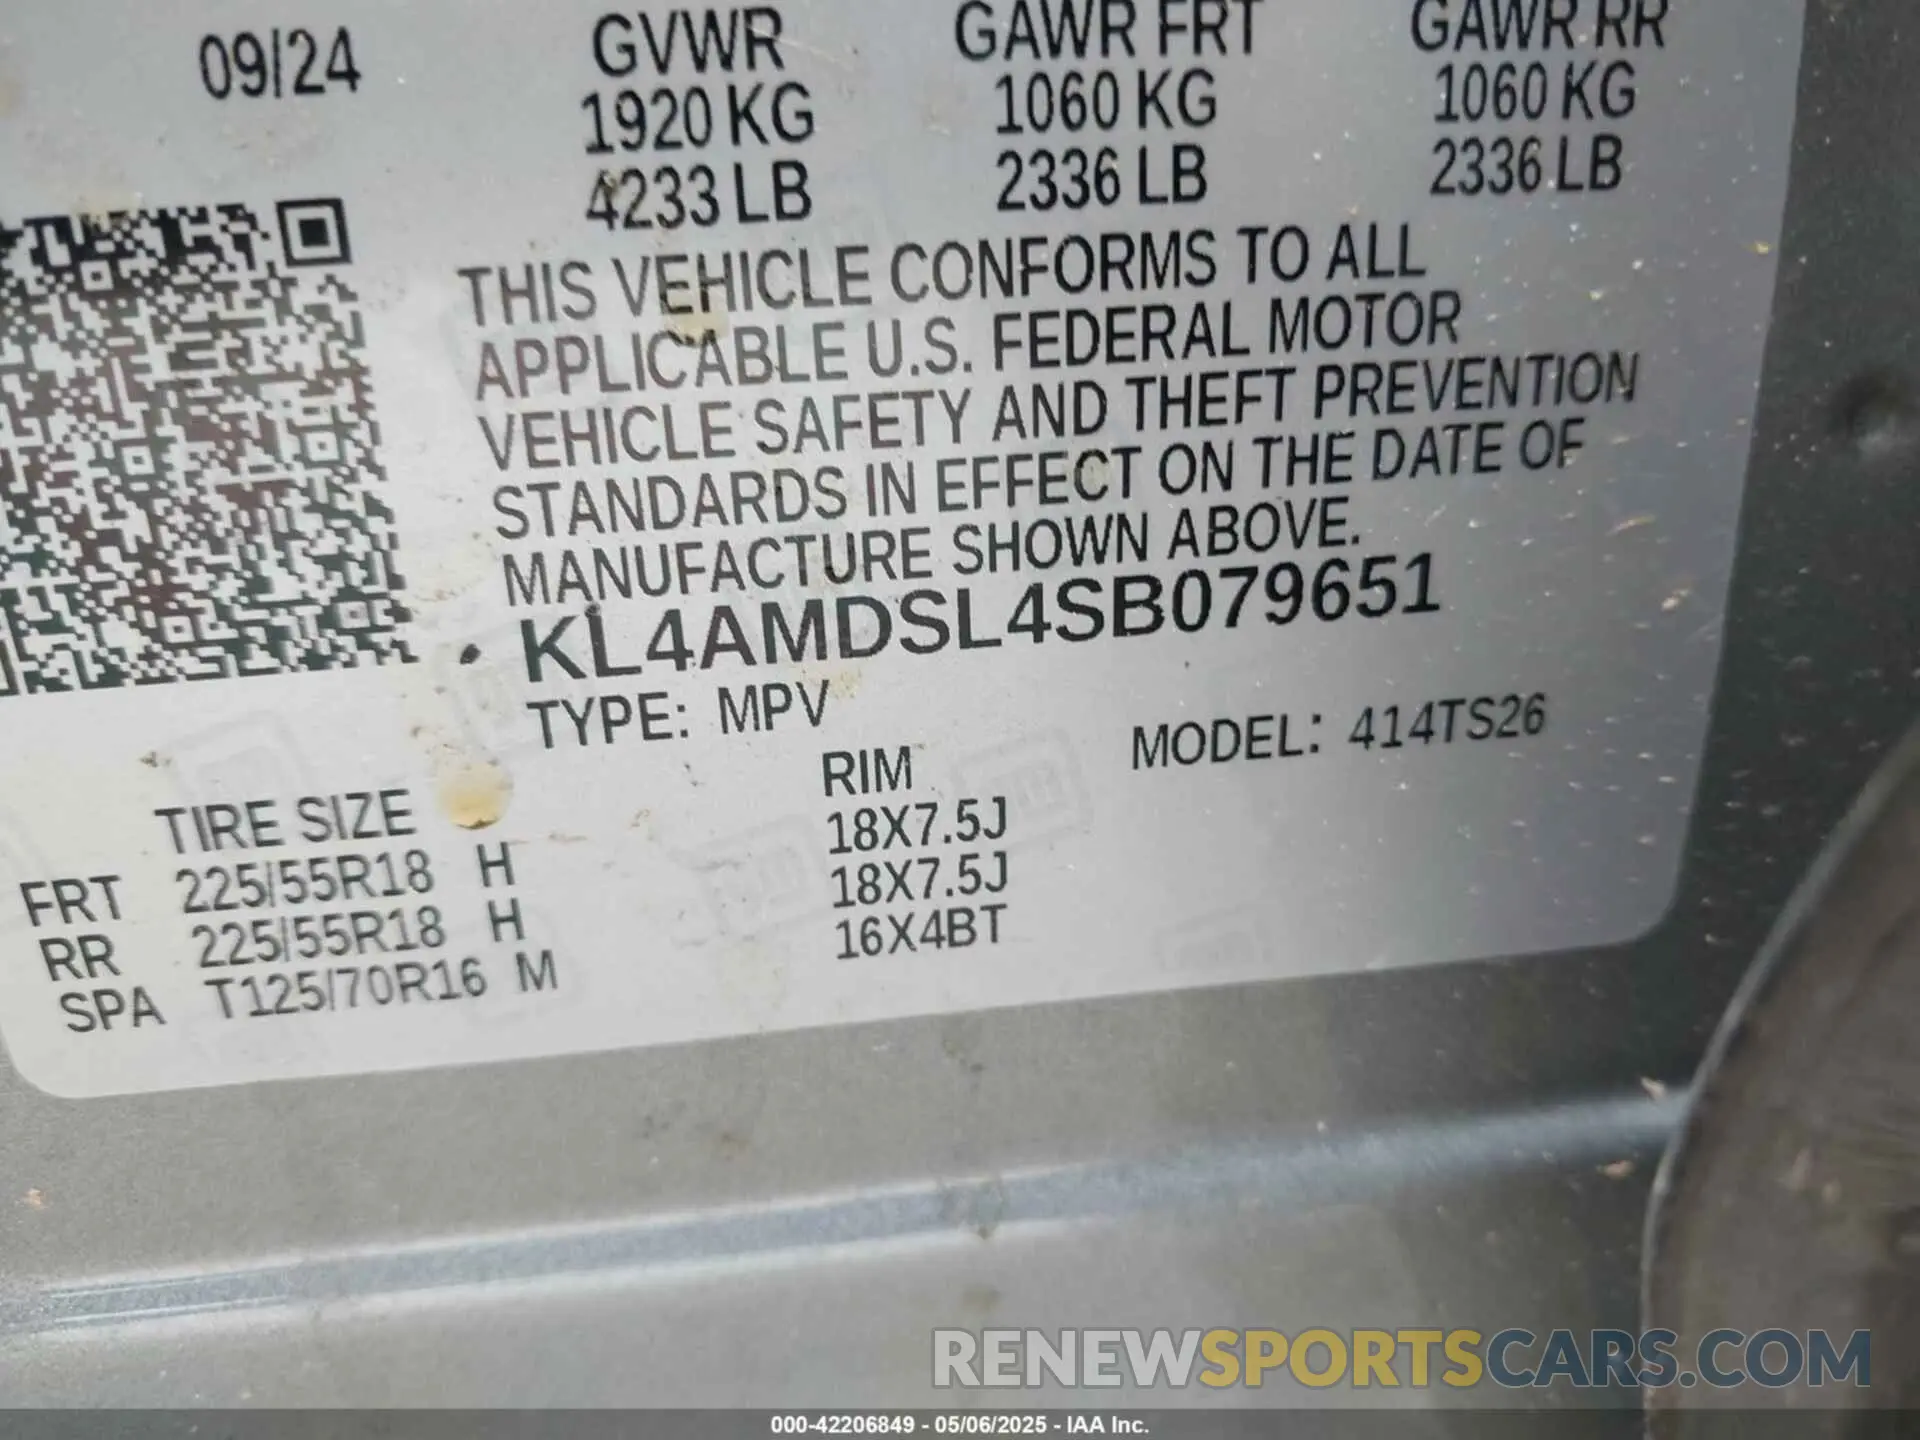 09/24 GVWR GAWR FRT GAWR RR
1920 KG 1060 KG 1060 KG
4233 LB 2336 LB 2336 LB
THIS VEHICLE CONFORMS TO ALL
APPLICABLE U.S. FEDERAL MOTOR
VEHICLE SAFETY AND THEFT PREVENTION
STANDARDS IN EFFECT ON THE DATE OF
MANUFACTURE SHOWN ABOVE.
KL4AMDSL4SB079651
TYPE: MPV MODEL: 414TS26
TIRE SIZE RIM
FRT 225/55R18 H 18X7.5J
RR 225/55R18 H 18X7.5J
SPA T125/70R16 M 16X4BT
RENEWSPORTSCARS.COM
000-42206849 - 05/06/2025 - IAA Inc.